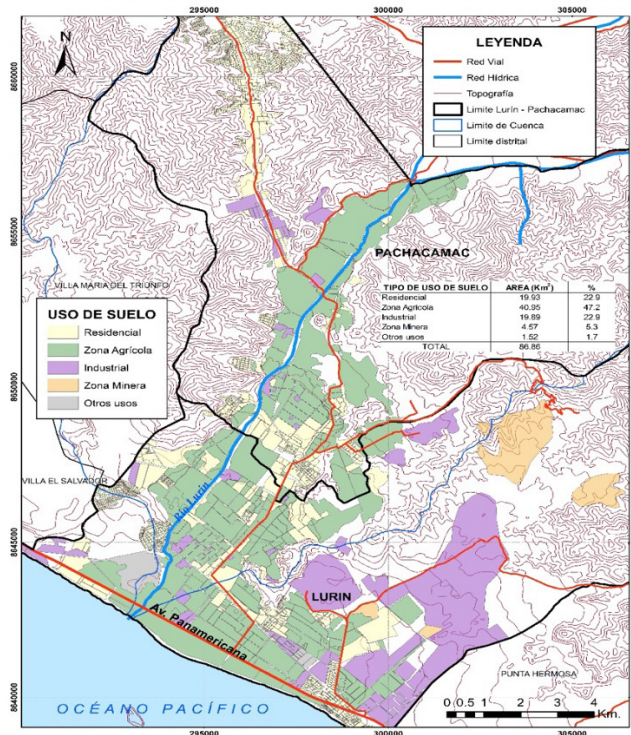 295000 300000 305000
N
LEYENDA
Red Vial
Red Hídrica
Topografía
Limite Lurín - Pachacamac
Limite de Cuenca
Limite distrital
8660000
8655000
8650000
8645000
8640000
PACHACAMAC
VILLA MARIA DEL TRIUNFO
TIPO DE USO DE SUELO AREA (Km²) %
Residencial 19.93 22.9
Zona Agrícola 40.95 47.2
Industrial 19.89 22.9
Zona Minera 4.57 5.3
Otros usos 1.52 1.7
TOTAL 86.86
USO DE SUELO
Residencial
Zona Agrícola
Industrial
Zona Minera
Otros usos
VILLA EL SALVADOR
Río Lurín
LURIN
Av. Panamericana
PUNTA HERMOSA
OCÉANO PACÍFICO
0 0.5 1 2 3 4
Km.
295000 300000 305000
8660000
8655000
8650000
8645000
8640000